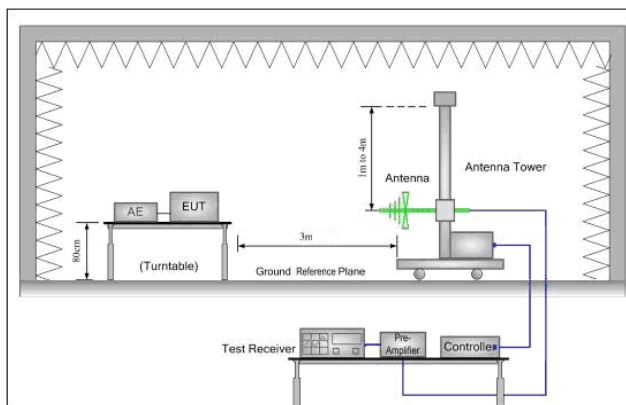 1m to 4m
Antenna
Antenna Tower
AE
EUT
80cm
(Turntable)
3m
Ground Reference Plane
Test Receiver
Pre-
Amplifier
Controller